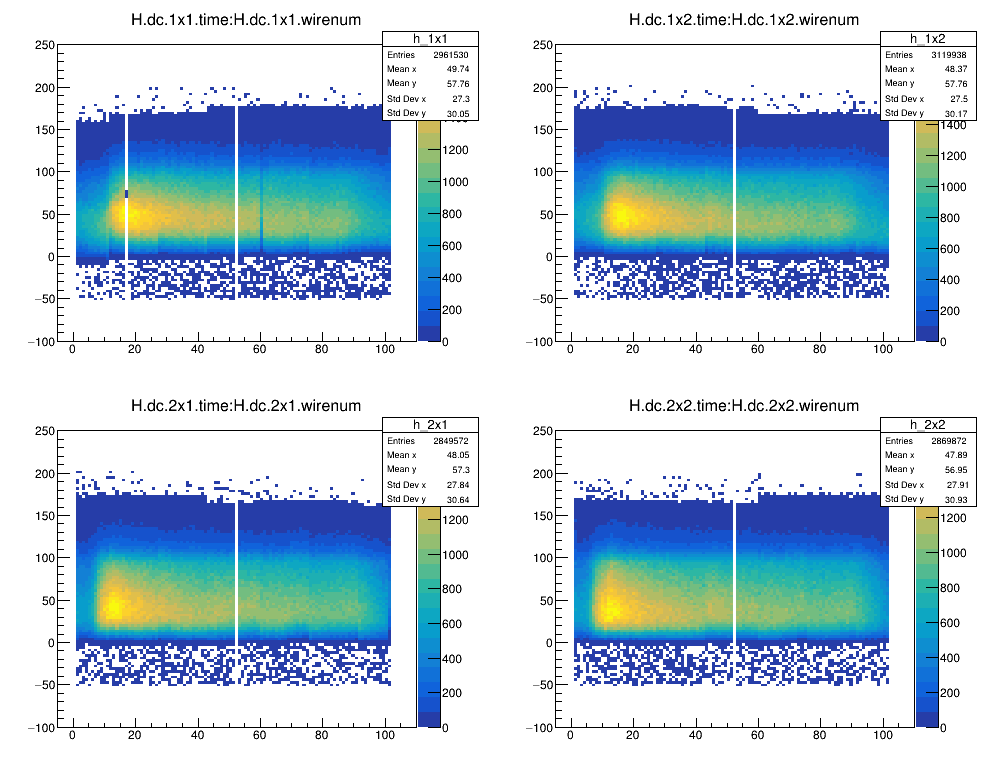 H.dc.1x1.time:H.dc.1x1.wirenum
h_1x1
Entries 2961530
Mean x 49.74
Mean y 57.76
Std Dev x 27.3
Std Dev y 30.05
250
200
150
100
50
0
−50
−100
0 20 40 60 80 100
1400
1200
1000
800
600
400
200
0
H.dc.1x2.time:H.dc.1x2.wirenum
h_1x2
Entries 3119938
Mean x 48.37
Mean y 57.76
Std Dev x 27.5
Std Dev y 30.17
250
200
150
100
50
0
−50
−100
0 20 40 60 80 100
1400
1200
1000
800
600
400
200
0
H.dc.2x1.time:H.dc.2x1.wirenum
h_2x1
Entries 2849572
Mean x 48.05
Mean y 57.3
Std Dev x 27.84
Std Dev y 30.64
250
200
150
100
50
0
−50
−100
0 20 40 60 80 100
1200
1000
800
600
400
200
0
H.dc.2x2.time:H.dc.2x2.wirenum
h_2x2
Entries 2869872
Mean x 47.89
Mean y 56.95
Std Dev x 27.91
Std Dev y 30.93
250
200
150
100
50
0
−50
−100
0 20 40 60 80 100
1200
1000
800
600
400
200
0